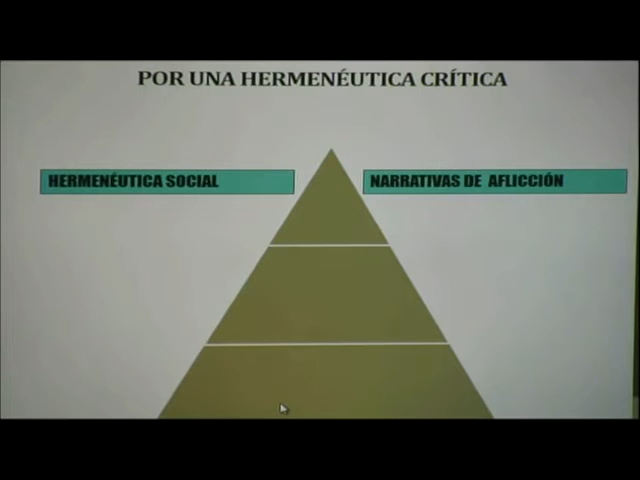 POR UNA HERMENÉUTICA CRÍTICA
HERMENÉUTICA SOCIAL
NARRATIVAS DE AFLICCIÓN